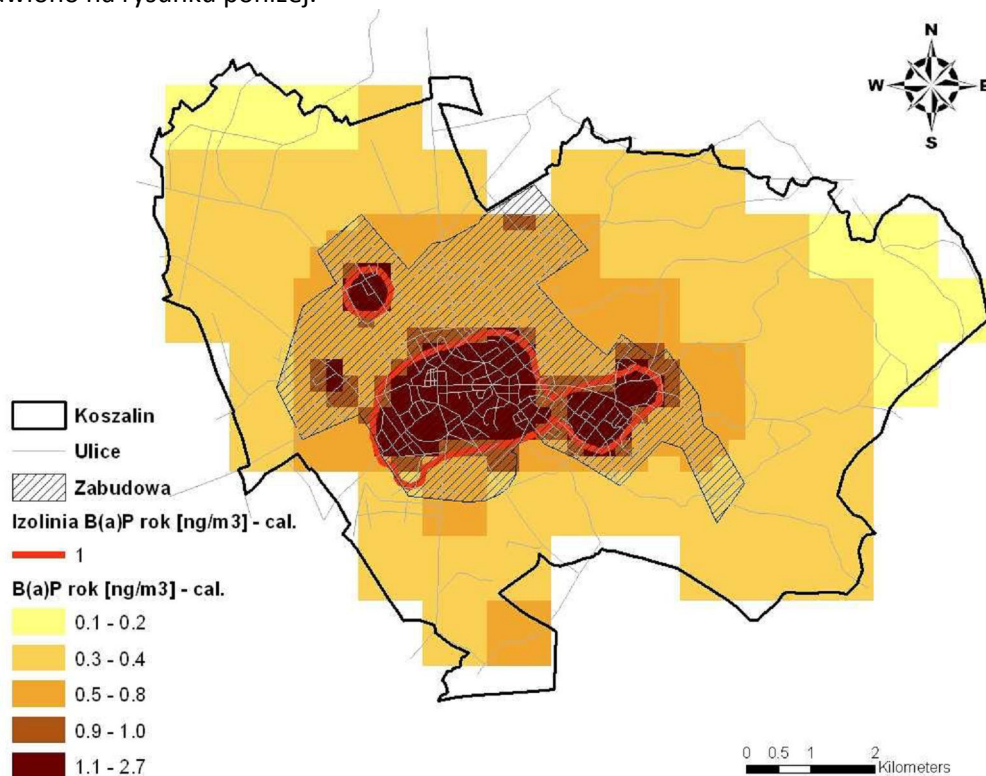 na rysunku poniżej.
N
W E
S
Koszalin
Ulice
Zabudowa
Izolinia B(a)P rok [ng/m3] - cal.
1
B(a)P rok [ng/m3] - cal.
0.1 - 0.2
0.3 - 0.4
0.5 - 0.8
0.9 - 1.0
1.1 - 2.7
0 0.5 1 2
Kilometers